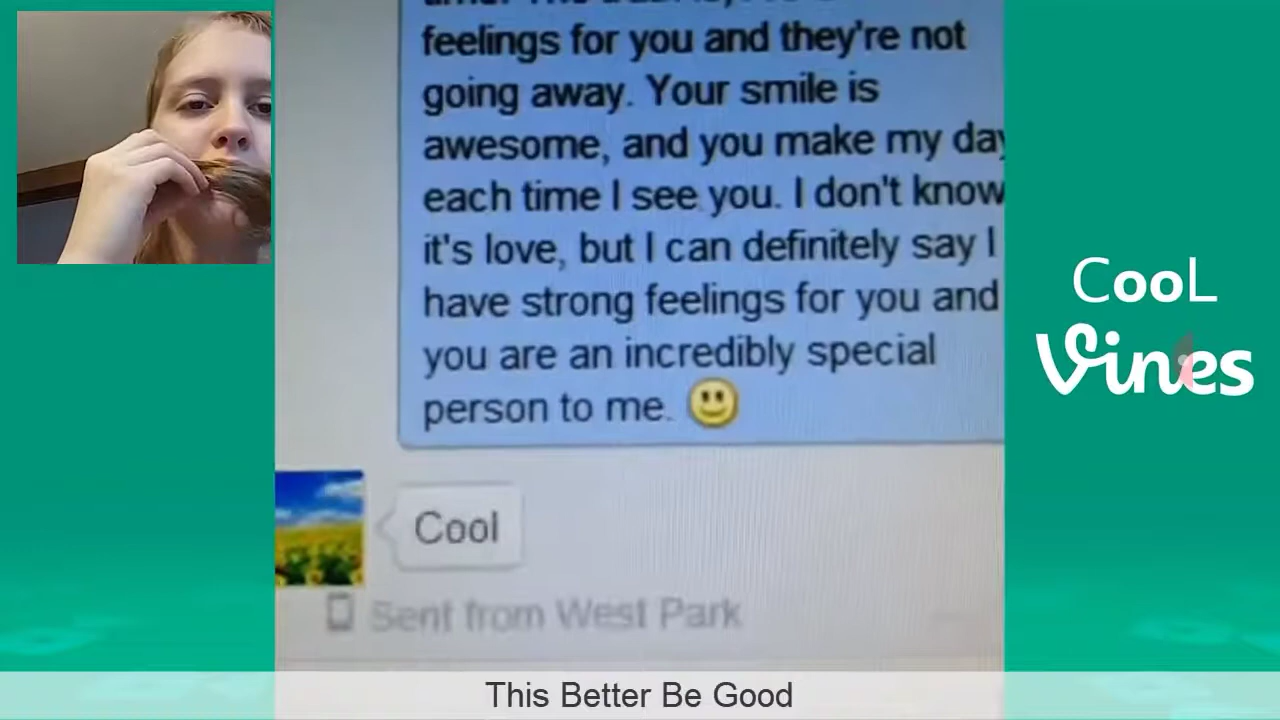 feelings for you and they're not
going away. Your smile is
awesome, and you make my day
each time I see you. I don't know
it's love, but I can definitely say I
have strong feelings for you and
you are an incredibly special
person to me.
Cool
Sent from West Park
CooL
Vines
This Better Be Good